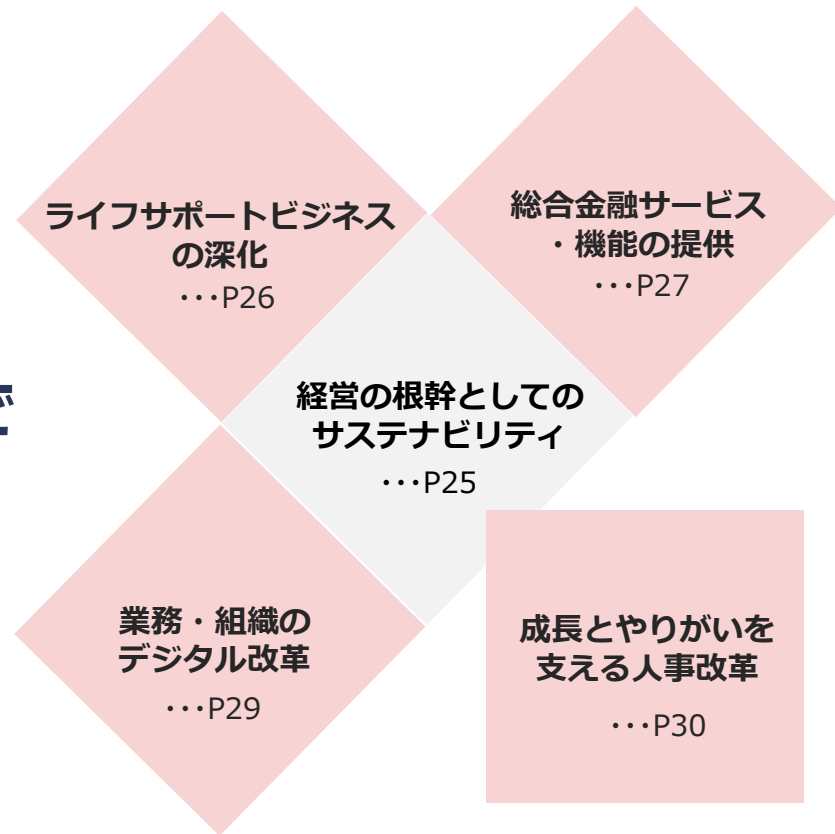 ライフサポートビジネス
の深化
･･･P26
総合金融サービス
・機能の提供
･･･P27
経営の根幹としての
サステナビリティ
･･･P25
業務・組織の
デジタル改革
･･･P29
成長とやりがいを
支える人事改革
･･･P30